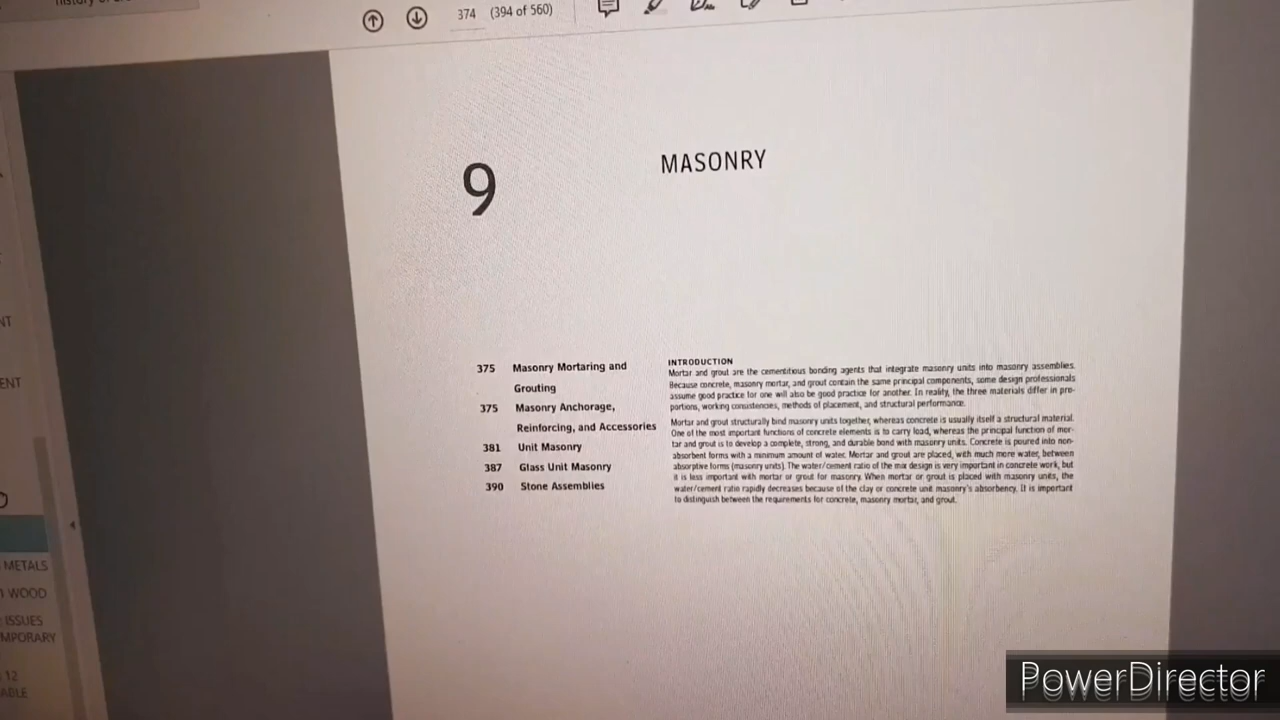 374 (394 of 560)
9
MASONRY
375 Masonry Mortaring and
Grouting
375 Masonry Anchorage,
Reinforcing, and Accessories
381 Unit Masonry
387 Glass Unit Masonry
390 Stone Assemblies
INTRODUCTION
Mortar and grout are the cementitious bonding agents that integrate masonry units into masonry assemblies.
Because concrete, masonry mortar, and grout contain the same principal components, some design professionals
assume good practice for one will also be good practice for another. In reality, the three materials differ in pro-
portions, working consistencies, methods of placement, and structural performance.
Mortar and grout structurally bind masonry units together, whereas concrete is usually itself a structural material.
One of the most important functions of concrete elements is to carry load, whereas the principal function of mor-
tar and grout is to develop a complete, strong, and durable bond with masonry units. Concrete is poured into non-
absorbent forms with a minimum amount of water. Mortar and grout are placed, with much more water, between
absorptive forms (masonry units). The water/cement ratio of the mix design is very important in concrete work, but
it is less important with mortar or grout for masonry. When mortar or grout is placed with masonry units, the
water/cement ratio rapidly decreases because of the clay or concrete unit masonry's absorbency. It is important
to distinguish between the requirements for concrete, masonry mortar, and grout.
NT
ENT
METALS
WOOD
ISSUES
MPORARY
12
ABLE
PowerDirector